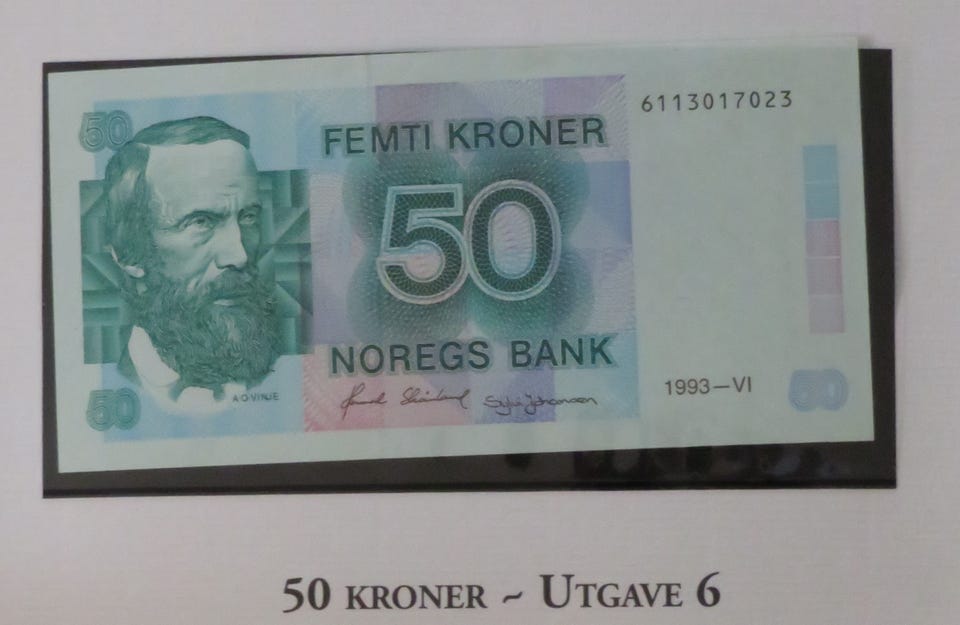 50
FEMTI KRONER
6113017023
50
NOREGS BANK
50
A·O·VINJE
1993—VI
50
50 KRONER ~ UTGAVE 6